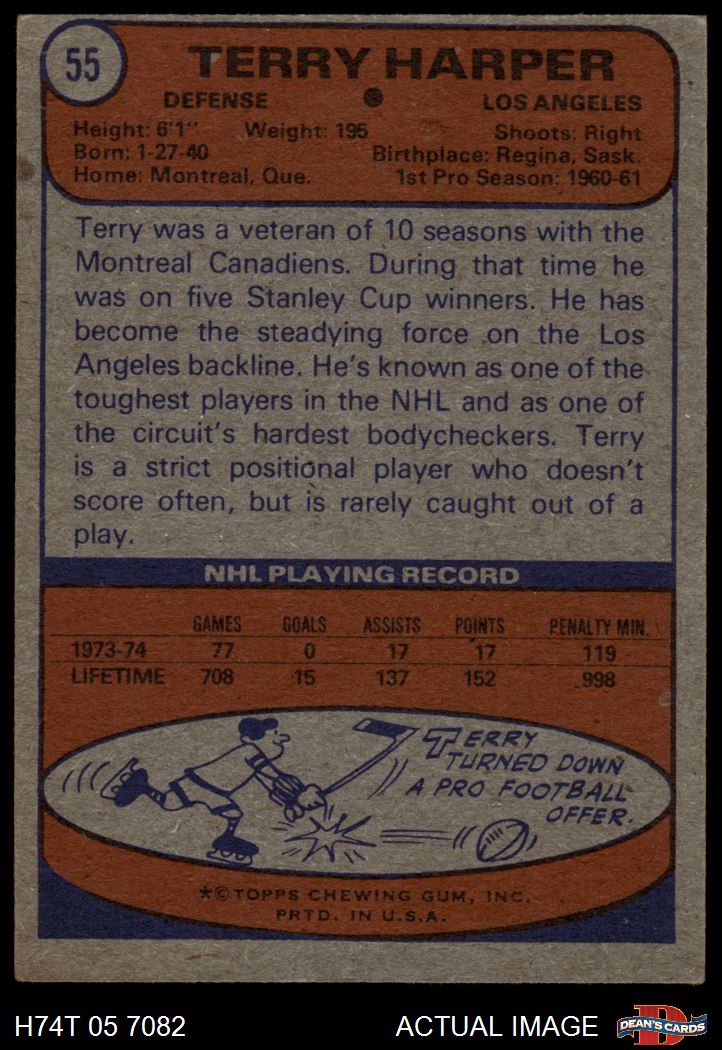 55
TERRY HARPER
DEFENSE ● LOS ANGELES
Height: 6'1" Weight: 195 Shoots: Right
Born: 1-27-40 Birthplace: Regina, Sask.
Home: Montreal, Que. 1st Pro Season: 1960-61
Terry was a veteran of 10 seasons with the
Montreal Canadiens. During that time he
was on five Stanley Cup winners. He has
become the steadying force on the Los
Angeles backline. He's known as one of the
toughest players in the NHL and as one of
the circuit's hardest bodycheckers. Terry
is a strict positional player who doesn't
score often, but is rarely caught out of a
play.
NHL PLAYING RECORD
GAMES GOALS ASSISTS POINTS PENALTY MIN.
1973-74 77 0 17 17 119
LIFETIME 708 15 137 152 998
TERRY
TURNED DOWN
A PRO FOOTBALL
OFFER.
*© TOPPS CHEWING GUM, INC.
PRTD. IN U.S.A.
H74T 05 7082 ACTUAL IMAGE
D
DEAN'S CARDS